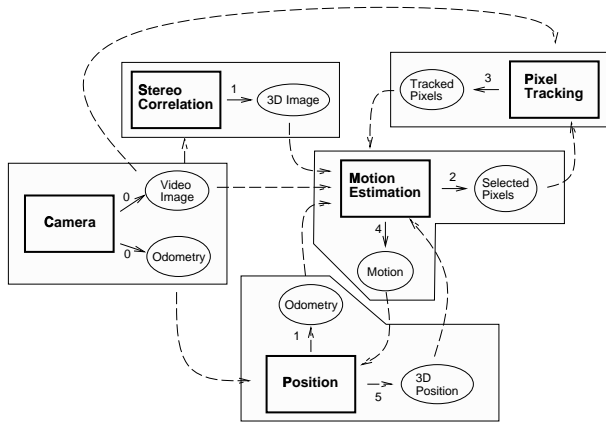 Stereo
Correlation
1
3D Image
Tracked
Pixels
3
Pixel
Tracking
Camera
0
Video
Image
0
Odometry
Motion
Estimation
2
Selected
Pixels
4
Motion
Odometry
1
Position
5
3D
Position